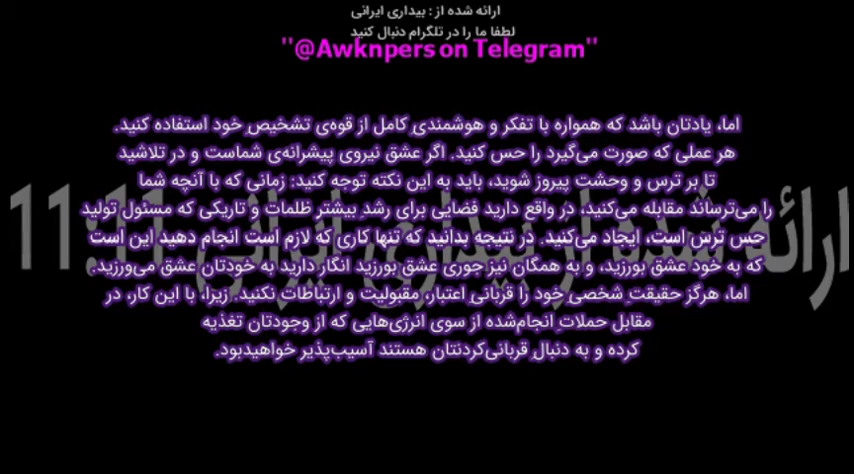 ارائه شده از : بیداری ایرانی
لطفا ما را در تلگرام دنبال کنید
"@Awknpers on Telegram"
اما، یادتان باشد که همواره با تفکر و هوشمندیِ کامل از قوه‌ی تشخیصِ خود استفاده کنید.
هر عملی که صورت می‌گیرد را حس کنید. اگر عشق نیروی پیشرانه‌ی شماست و در تلاشید
تا بر ترس و وحشت پیروز شوید، باید به این نکته توجه کنید: زمانی که با آنچه شما
را می‌ترساند مقابله می‌کنید، در واقع دارید فضایی برای رشدِ بیشترِ ظلمات و تاریکی که مسئول تولید
حسِ ترس است، ایجاد می‌کنید. در نتیجه بدانید که تنها کاری که لازم است انجام دهید این است
که به خود عشق بورزید، و به همگان نیز جوری عشق بورزید انگار دارید به خودتان عشق می‌ورزید.
اما، هرگز حقیقت شخصیِ خود را قربانیِ اعتبار، مقبولیت و ارتباطات نکنید. زیرا، با این کار، در
مقابل حملاتِ انجام‌شده از سوی انرژی‌هایی که از وجودتان تغذیه
کرده و به دنبالِ قربانی‌کردنتان هستند آسیب‌پذیر خواهیدبود.
ارائه شده از بیداری ایرانی 11:11